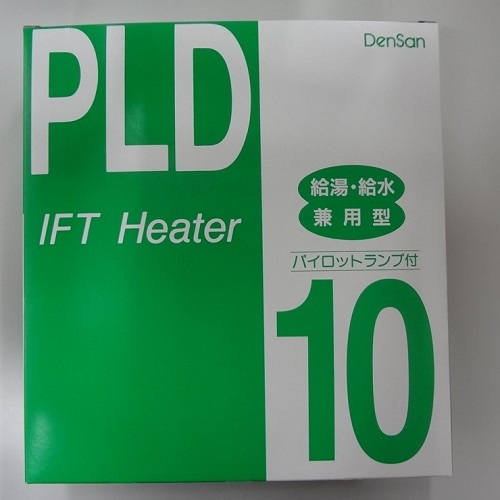 PLD
DenSan
IFT Heater
給湯・給水
兼用型
パイロットランプ付
10